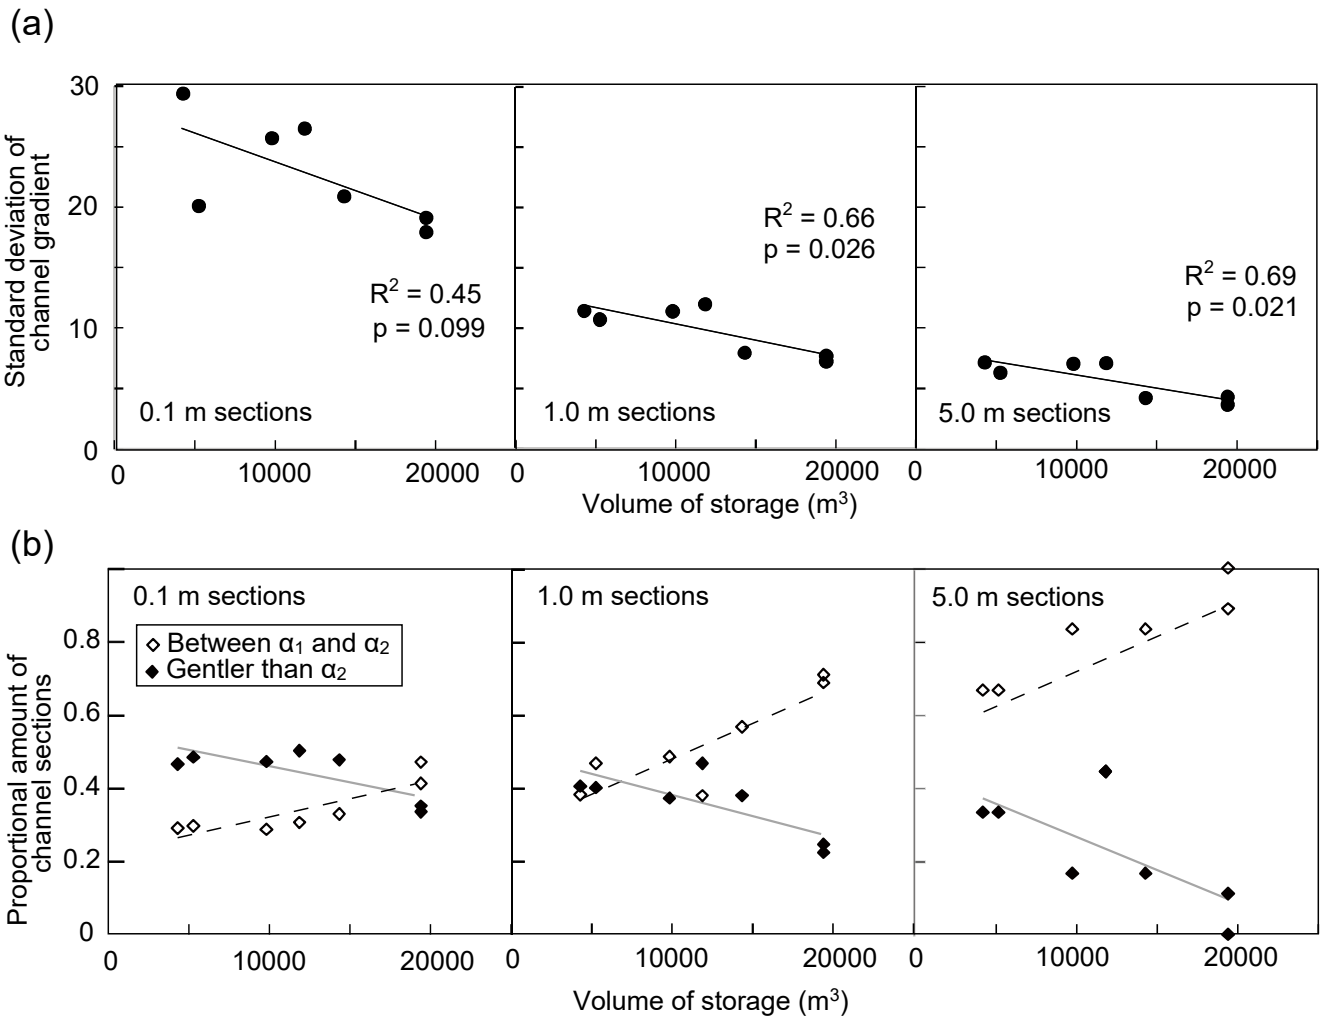 (a)
Standard deviation of
channel gradient
30
20
10
0
R² = 0.45
p = 0.099
0.1 m sections
R² = 0.66
p = 0.026
1.0 m sections
R² = 0.69
p = 0.021
5.0 m sections
0 10000 20000 0 10000 20000 0 10000 20000
Volume of storage (m³)
(b)
Proportional amount of
channel sections
0.8
0.6
0.4
0.2
0
0.1 m sections
Between α₁ and α₂
Gentler than α₂
1.0 m sections
5.0 m sections
0 10000 20000 0 10000 20000 0 10000 20000
Volume of storage (m³)